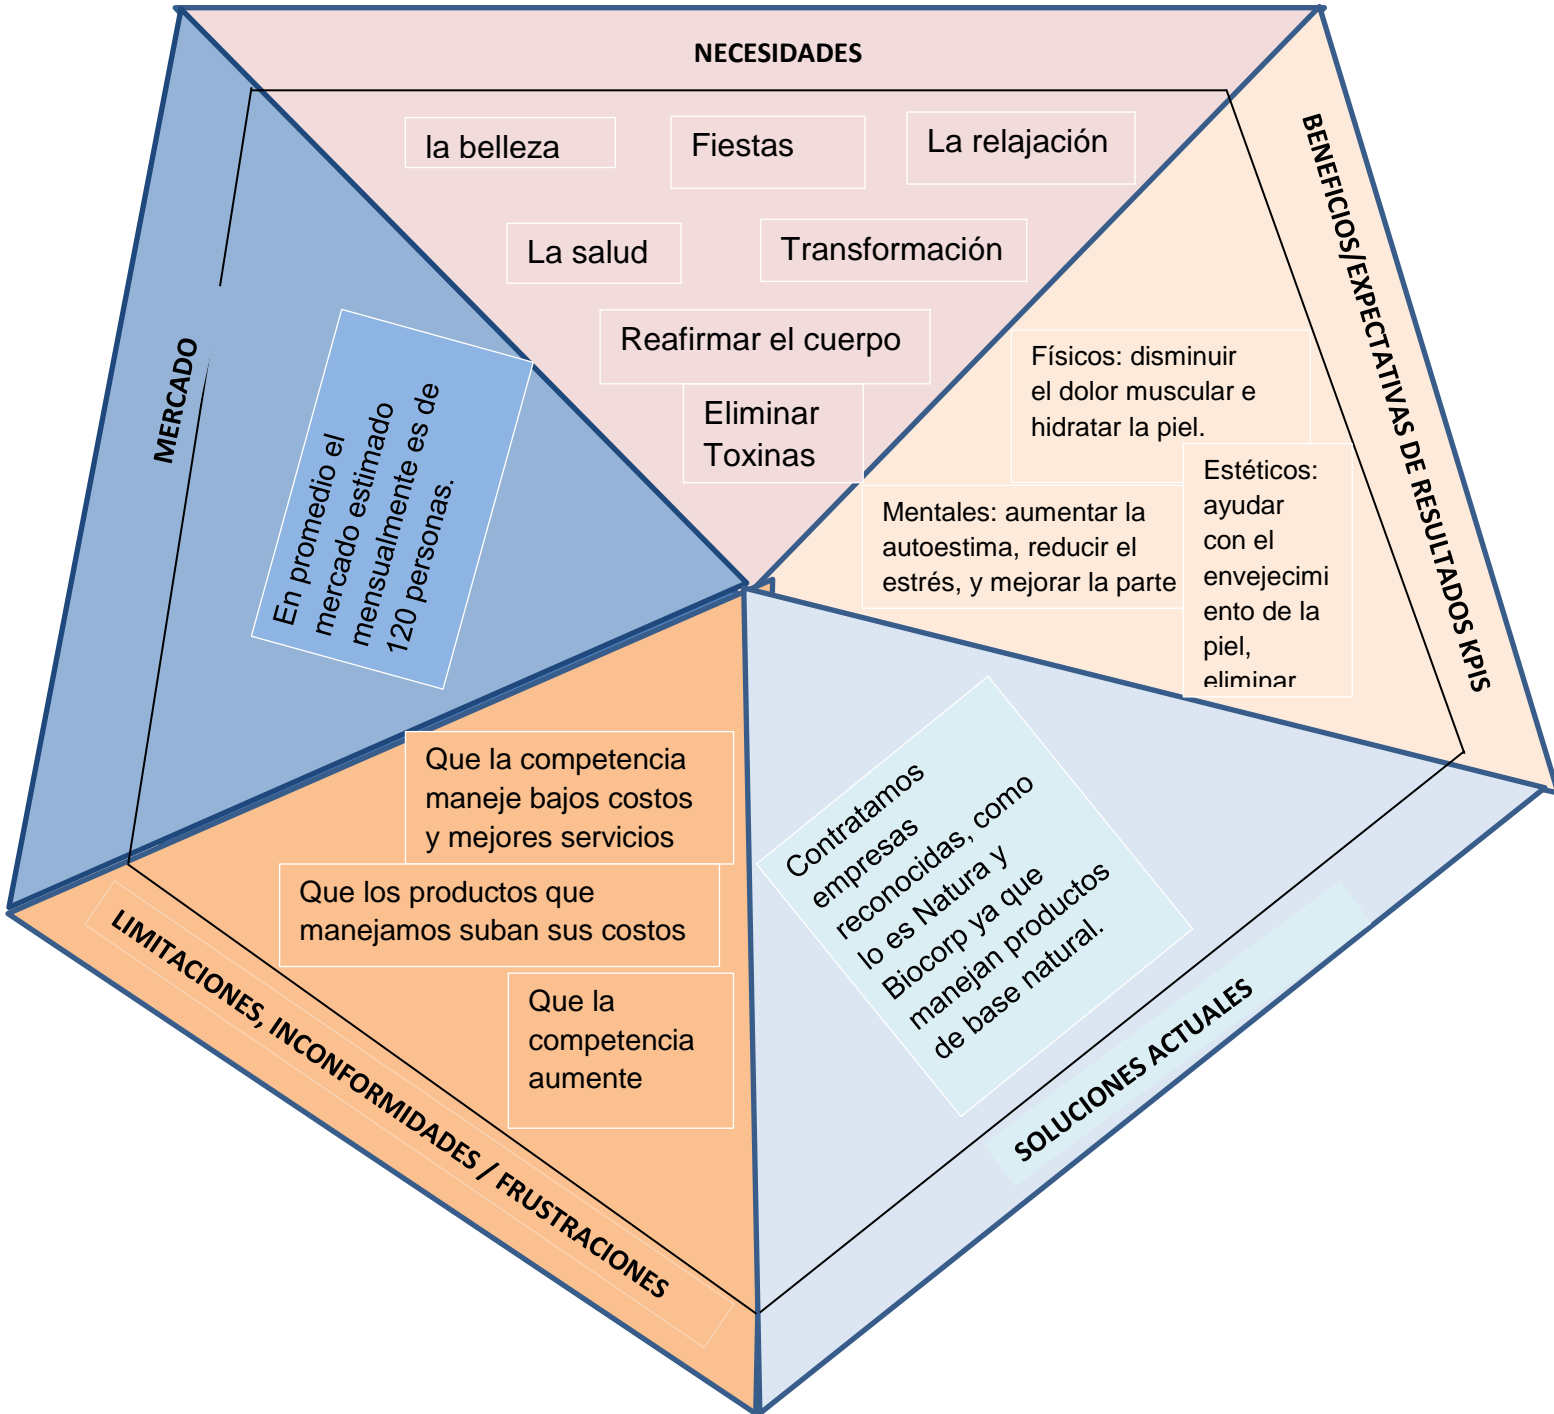 NECESIDADES
la belleza
Fiestas
La relajación
La salud
Transformación
Reafirmar el cuerpo
Eliminar
Toxinas
BENEFICIOS/EXPECTATIVAS DE RESULTADOS KPIS
Físicos: disminuir
el dolor muscular e
hidratar la piel.
Mentales: aumentar la
autoestima, reducir el
estrés, y mejorar la parte
Estéticos:
ayudar
con el
envejecimi
ento de la
piel,
eliminar
SOLUCIONES ACTUALES
Contratamos
empresas
reconocidas, como
lo es Natura y
Biocorp ya que
manejan productos
de base natural.
LIMITACIONES, INCONFORMIDADES / FRUSTRACIONES
Que la competencia
maneje bajos costos
y mejores servicios
Que los productos que
manejamos suban sus costos
Que la
competencia
aumente
MERCADO
En promedio el
mercado estimado
mensualmente es de
120 personas.